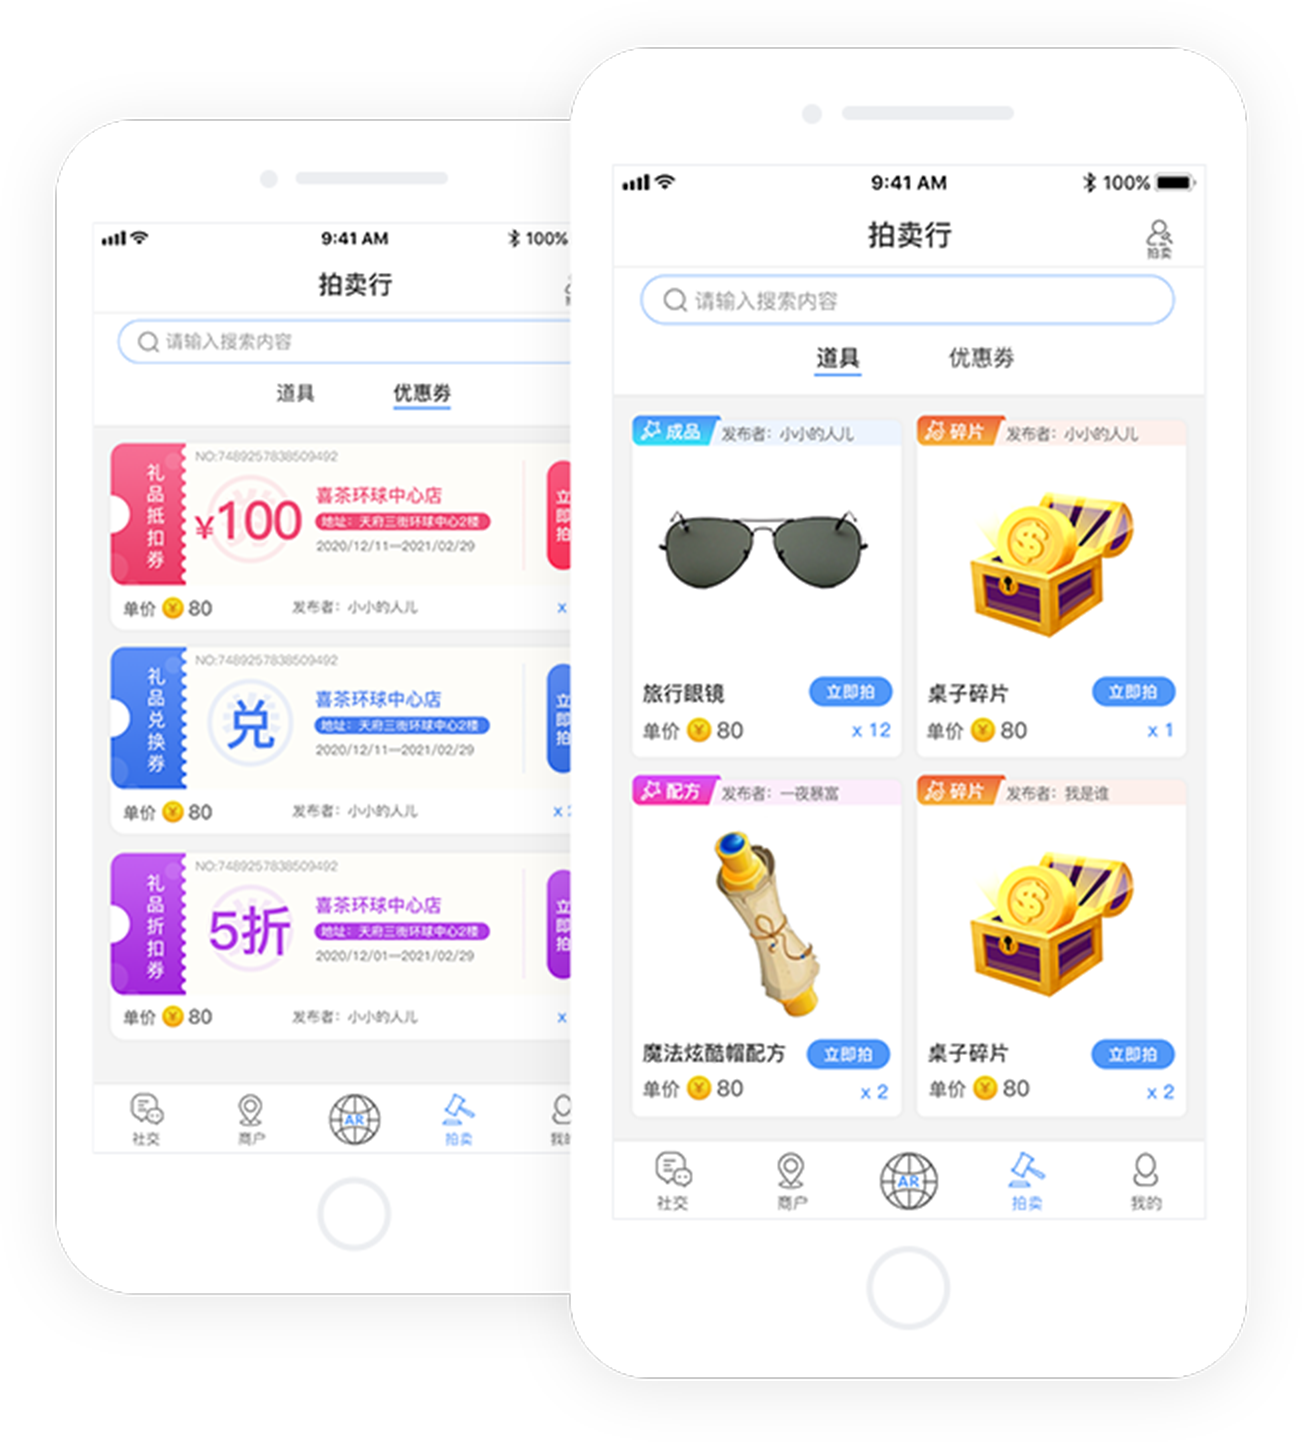 9:41 AM
100%
拍卖行
请输入搜索内容
道具
优惠券
礼品抵扣券
NO:7489257838509492
¥100
喜茶环球中心店
地址：天府三街环球中心2楼
2020/12/11—2021/02/29
立即拍
单价
80
发布者：小小的人儿
x
礼品兑换券
NO:7489257838509492
兑
喜茶环球中心店
地址：天府三街环球中心2楼
2020/12/11—2021/02/29
立即拍
单价
80
发布者：小小的人儿
x
礼品折扣券
NO:7489257838509492
5折
喜茶环球中心店
地址：天府三街环球中心2楼
2020/12/01—2021/02/29
立即拍
单价
80
发布者：小小的人儿
x
社交
商户
AR
拍卖
我的
9:41 AM
100%
拍卖行
拍卖
请输入搜索内容
道具
优惠券
成品
发布者：小小的人儿
旅行眼镜
立即拍
单价
80
x 12
碎片
发布者：小小的人儿
桌子碎片
立即拍
单价
80
x 1
配方
发布者：一夜暴富
魔法炫酷帽配方
立即拍
单价
80
x 2
碎片
发布者：我是谁
桌子碎片
立即拍
单价
80
x 2
社交
商户
AR
拍卖
我的